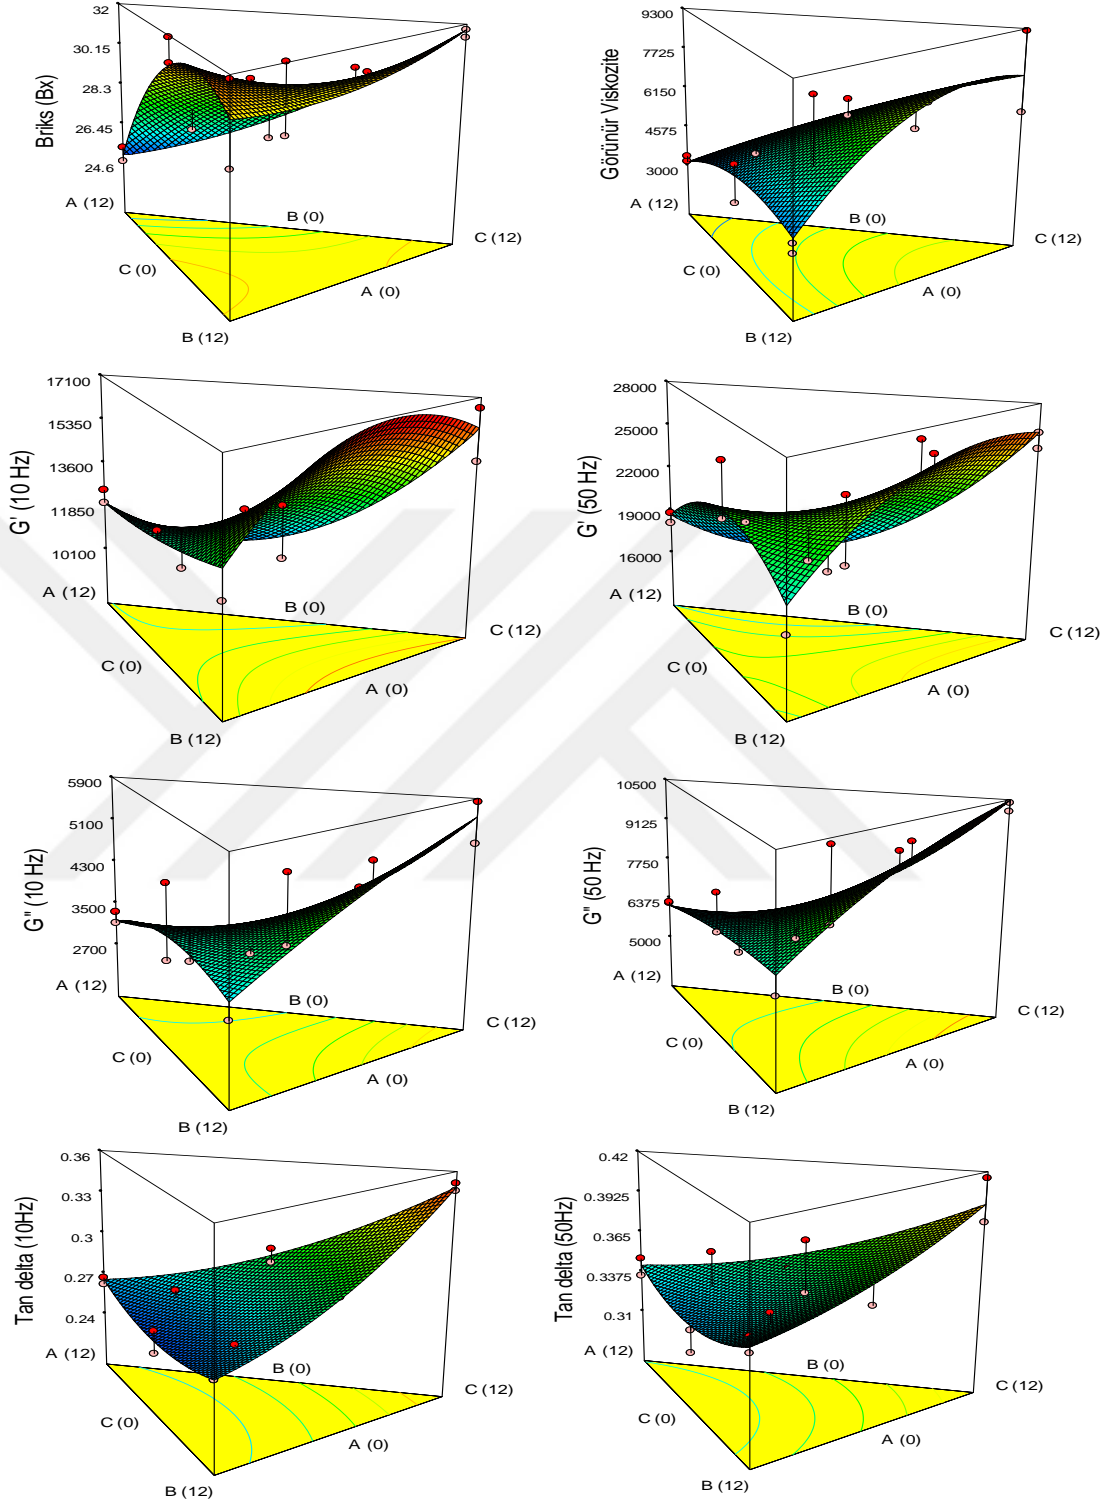 32
30.15
28.3
26.45
24.6
Briks (Bx)
A (12)
B (0)
C (12)
C (0)
A (0)
B (12)
9300
7725
6150
4575
3000
Görünür Viskozite
A (12)
B (0)
C (12)
C (0)
A (0)
B (12)
17100
15350
13600
11850
10100
G' (10 Hz)
A (12)
B (0)
C (12)
C (0)
A (0)
B (12)
28000
25000
22000
19000
16000
G' (50 Hz)
A (12)
B (0)
C (12)
C (0)
A (0)
B (12)
5900
5100
4300
3500
2700
G" (10 Hz)
A (12)
B (0)
C (12)
C (0)
A (0)
B (12)
10500
9125
7750
6375
5000
G" (50 Hz)
A (12)
B (0)
C (12)
C (0)
A (0)
B (12)
0.36
0.33
0.3
0.27
0.24
Tan delta (10Hz)
A (12)
B (0)
C (12)
C (0)
A (0)
B (12)
0.42
0.3925
0.365
0.3375
0.31
Tan delta (50Hz)
A (12)
B (0)
C (12)
C (0)
A (0)
B (12)